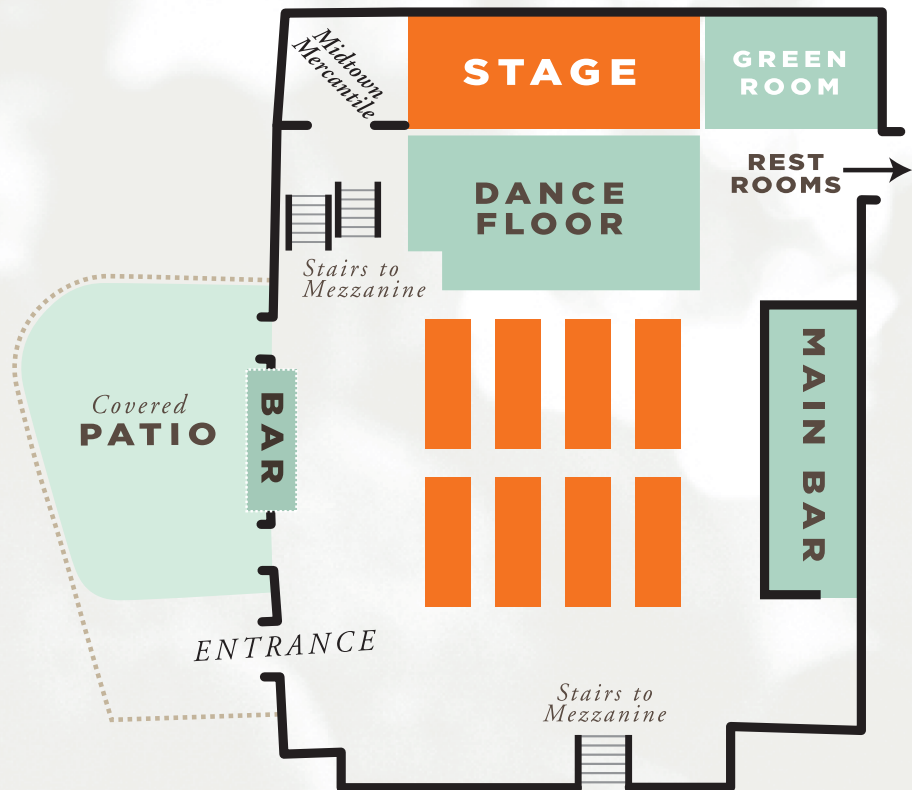 Midtown
Mercantile
STAGE
GREEN
ROOM
REST
ROOMS
DANCE
FLOOR
Stairs to
Mezzanine
Covered
PATIO
BAR
MAIN BAR
ENTRANCE
Stairs to
Mezzanine